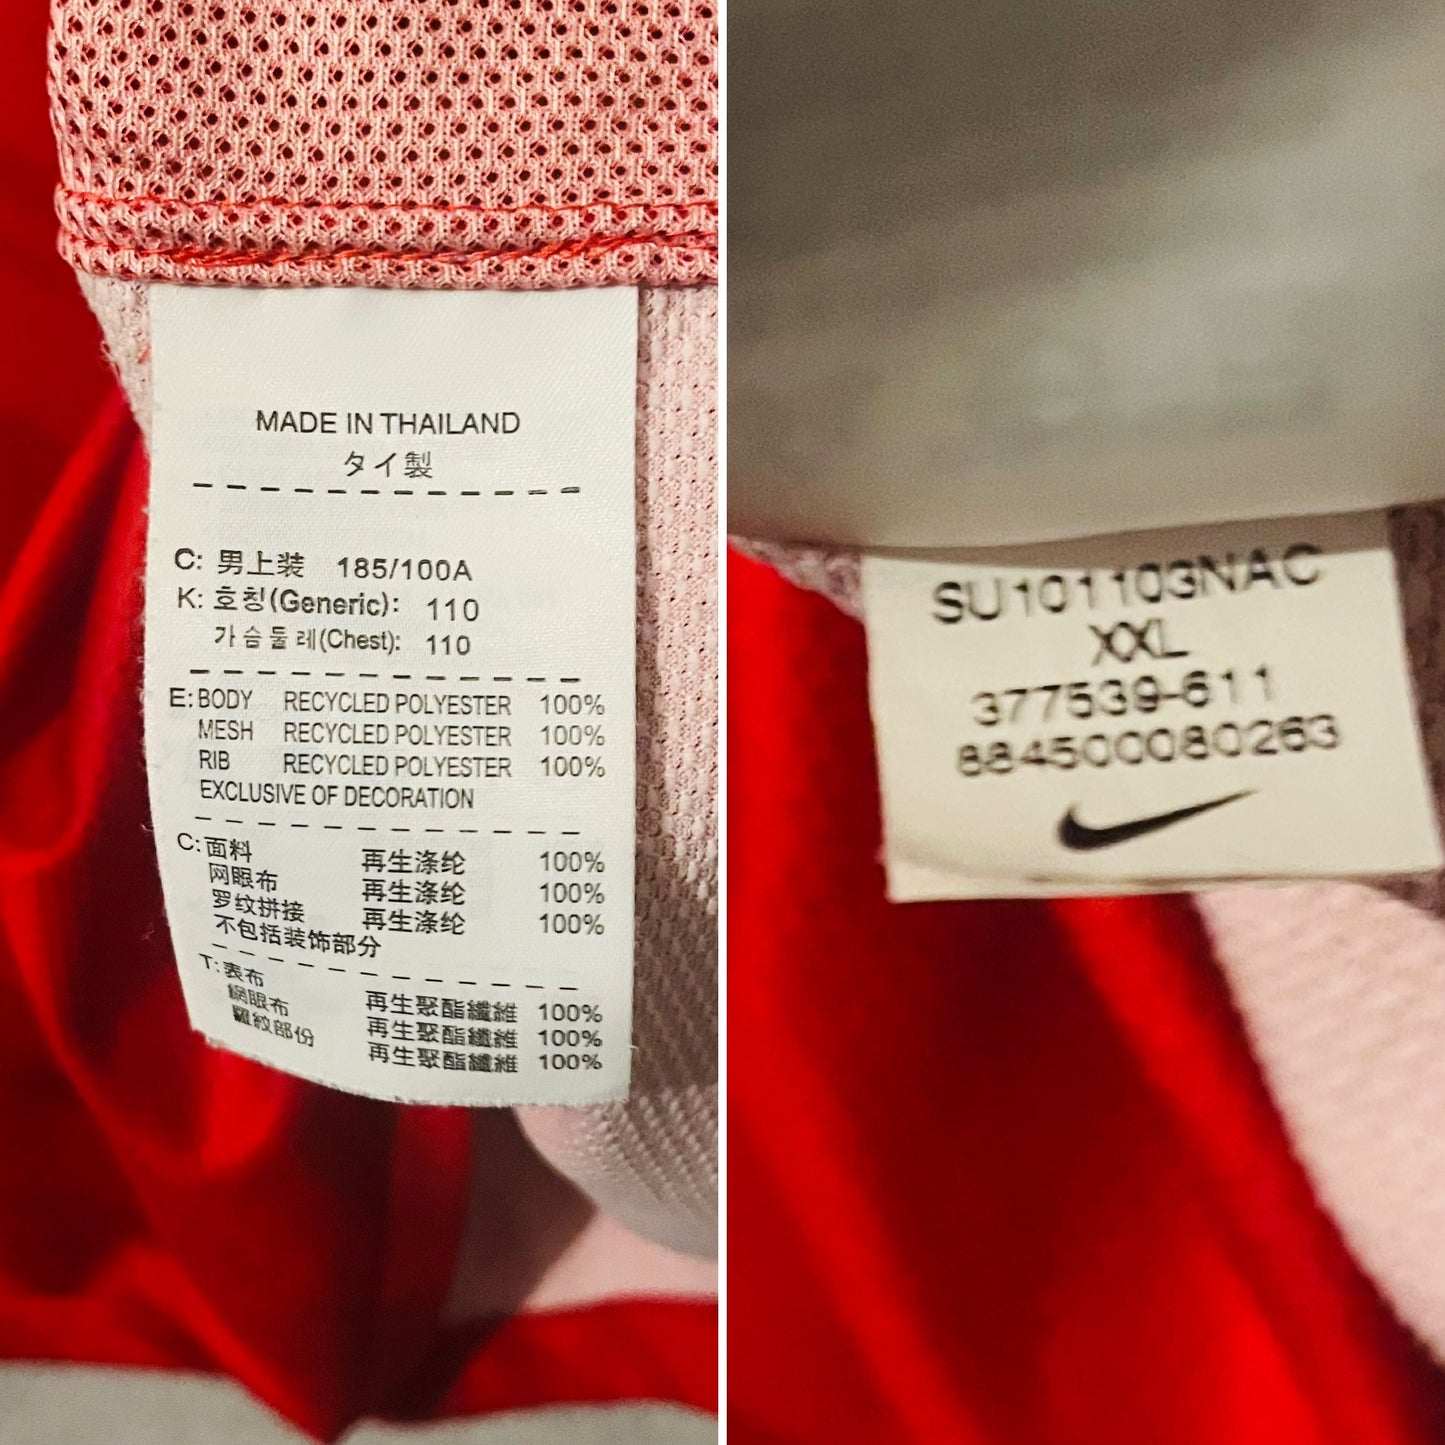 MADE IN THAILAND
タイ製
C: 男上装 185/100A
K: 호칭(Generic): 110
가슴둘레(Chest): 110
E: BODY RECYCLED POLYESTER 100%
MESH RECYCLED POLYESTER 100%
RIB RECYCLED POLYESTER 100%
EXCLUSIVE OF DECORATION
C: 面料 再生涤纶 100%
网眼布 再生涤纶 100%
罗纹拼接 再生涤纶 100%
不包括装饰部分
T: 表布 再生聚酯纖維 100%
網眼布 再生聚酯纖維 100%
羅紋部份 再生聚酯纖維 100%
SU101103NAC
XXL
377539-611
884500080263